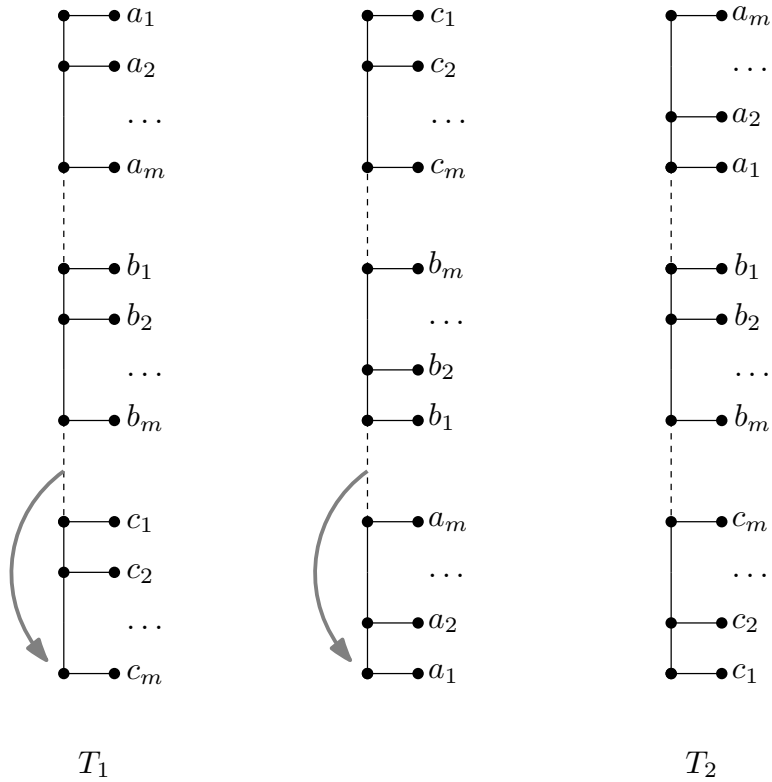 a₁ c₁ aₘ
a₂ c₂ ...
... ... a₂
aₘ cₘ a₁
b₁ bₘ b₁
b₂ ... b₂
... b₂ ...
bₘ b₁ bₘ
c₁ aₘ cₘ
c₂ ... ...
... a₂ c₂
cₘ a₁ c₁
T₁ T₂